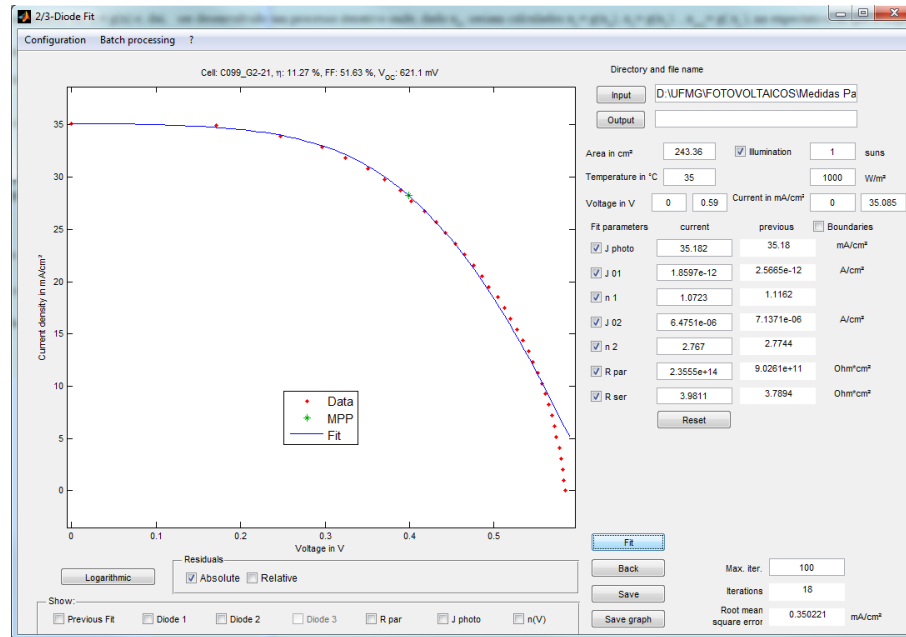 2/3-Diode Fit
Configuration Batch processing ?
Cell: C099_G2-21, η: 11.27 %, FF: 51.63 %, VOC: 621.1 mV
Current density in mA/cm²
35
30
25
20
15
10
5
0
Data
MPP
Fit
0 0.1 0.2 0.3 0.4 0.5
Voltage in V
Logarithmic
Residuals
Absolute Relative
Show:
Previous Fit Diode 1 Diode 2 Diode 3 R par J photo n(V)
Directory and file name
Input D:\UFMG\FOTOVOLTAICOS\Medidas Pa
Output
Area in cm² 243.36 Illumination 1 suns
Temperature in °C 35 1000 W/m²
Voltage in V 0 0.59 Current in mA/cm² 0 35.085
Fit parameters current previous Boundaries
J photo 35.182 35.18 mA/cm²
J 01 1.8597e-12 2.5665e-12 A/cm²
n 1 1.0723 1.1162
J 02 6.4751e-06 7.1371e-06 A/cm²
n 2 2.767 2.7744
R par 2.3555e+14 9.0261e+11 Ohm*cm²
R ser 3.9811 3.7894 Ohm*cm²
Reset
Fit
Back Max. iter. 100
Save Iterations 18
Save graph Root mean square error 0.350221 mA/cm²